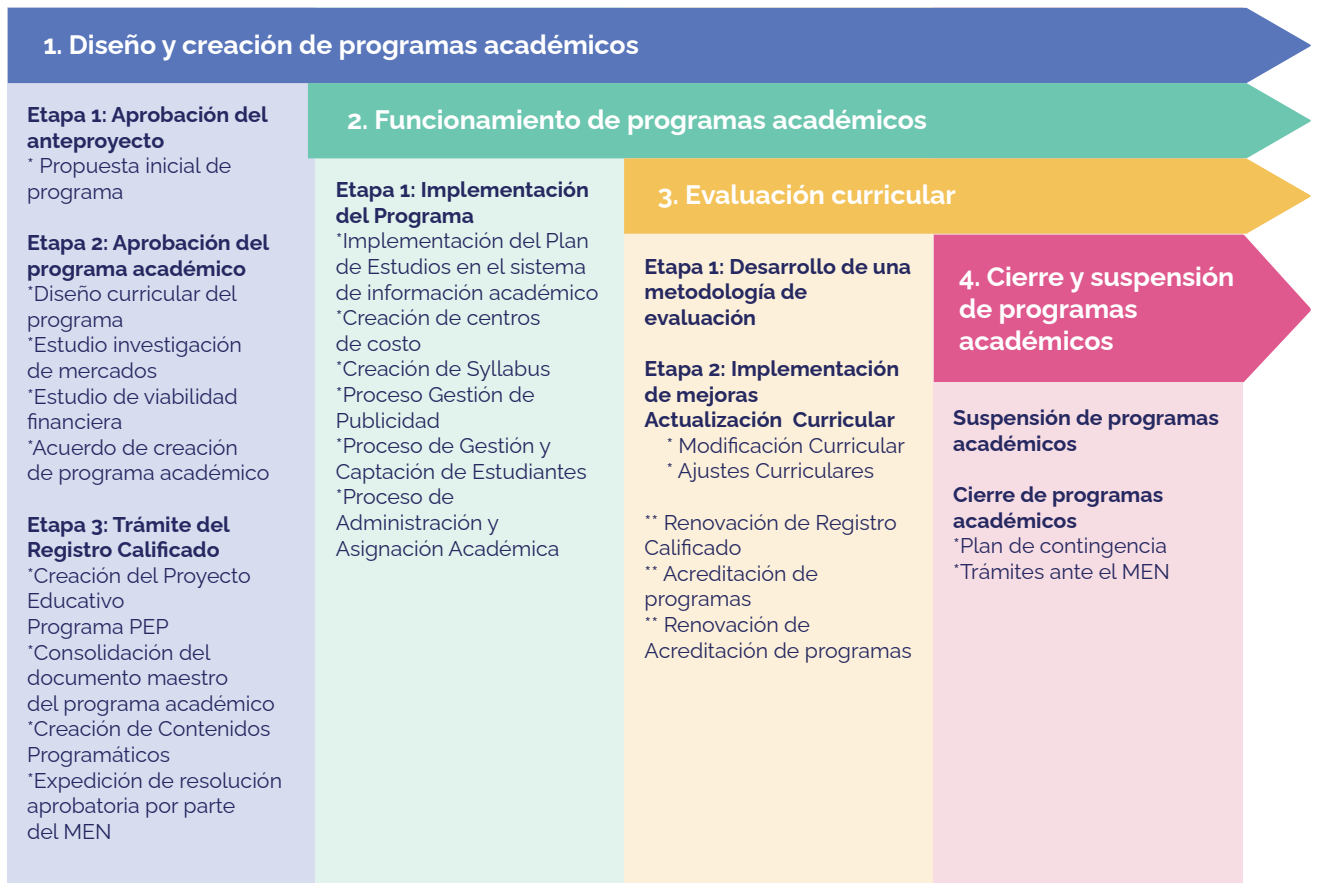 1. Diseño y creación de programas académicos
Etapa 1: Aprobación del
anteproyecto
* Propuesta inicial de
programa
Etapa 2: Aprobación del
programa académico
*Diseño curricular del
programa
*Estudio investigación
de mercados
*Estudio de viabilidad
financiera
*Acuerdo de creación
de programa académico
Etapa 3: Trámite del
Registro Calificado
*Creación del Proyecto
Educativo
Programa PEP
*Consolidación del
documento maestro
del programa académico
*Creación de Contenidos
Programáticos
*Expedición de resolución
aprobatoria por parte
del MEN
2. Funcionamiento de programas académicos
Etapa 1: Implementación
del Programa
*Implementación del Plan
de Estudios en el sistema
de información académico
*Creación de centros
de costo
*Creación de Syllabus
*Proceso Gestión de
Publicidad
*Proceso de Gestión y
Captación de Estudiantes
*Proceso de
Administración y
Asignación Académica
3. Evaluación curricular
Etapa 1: Desarrollo de una
metodología de
evaluación
Etapa 2: Implementación
de mejoras
Actualización  Curricular
* Modificación Curricular
* Ajustes Curriculares
** Renovación de Registro
Calificado
** Acreditación de
programas
** Renovación de
Acreditación de programas
4. Cierre y suspensión
de programas
académicos
Suspensión de programas
académicos
Cierre de programas
académicos
*Plan de contingencia
*Trámites ante el MEN